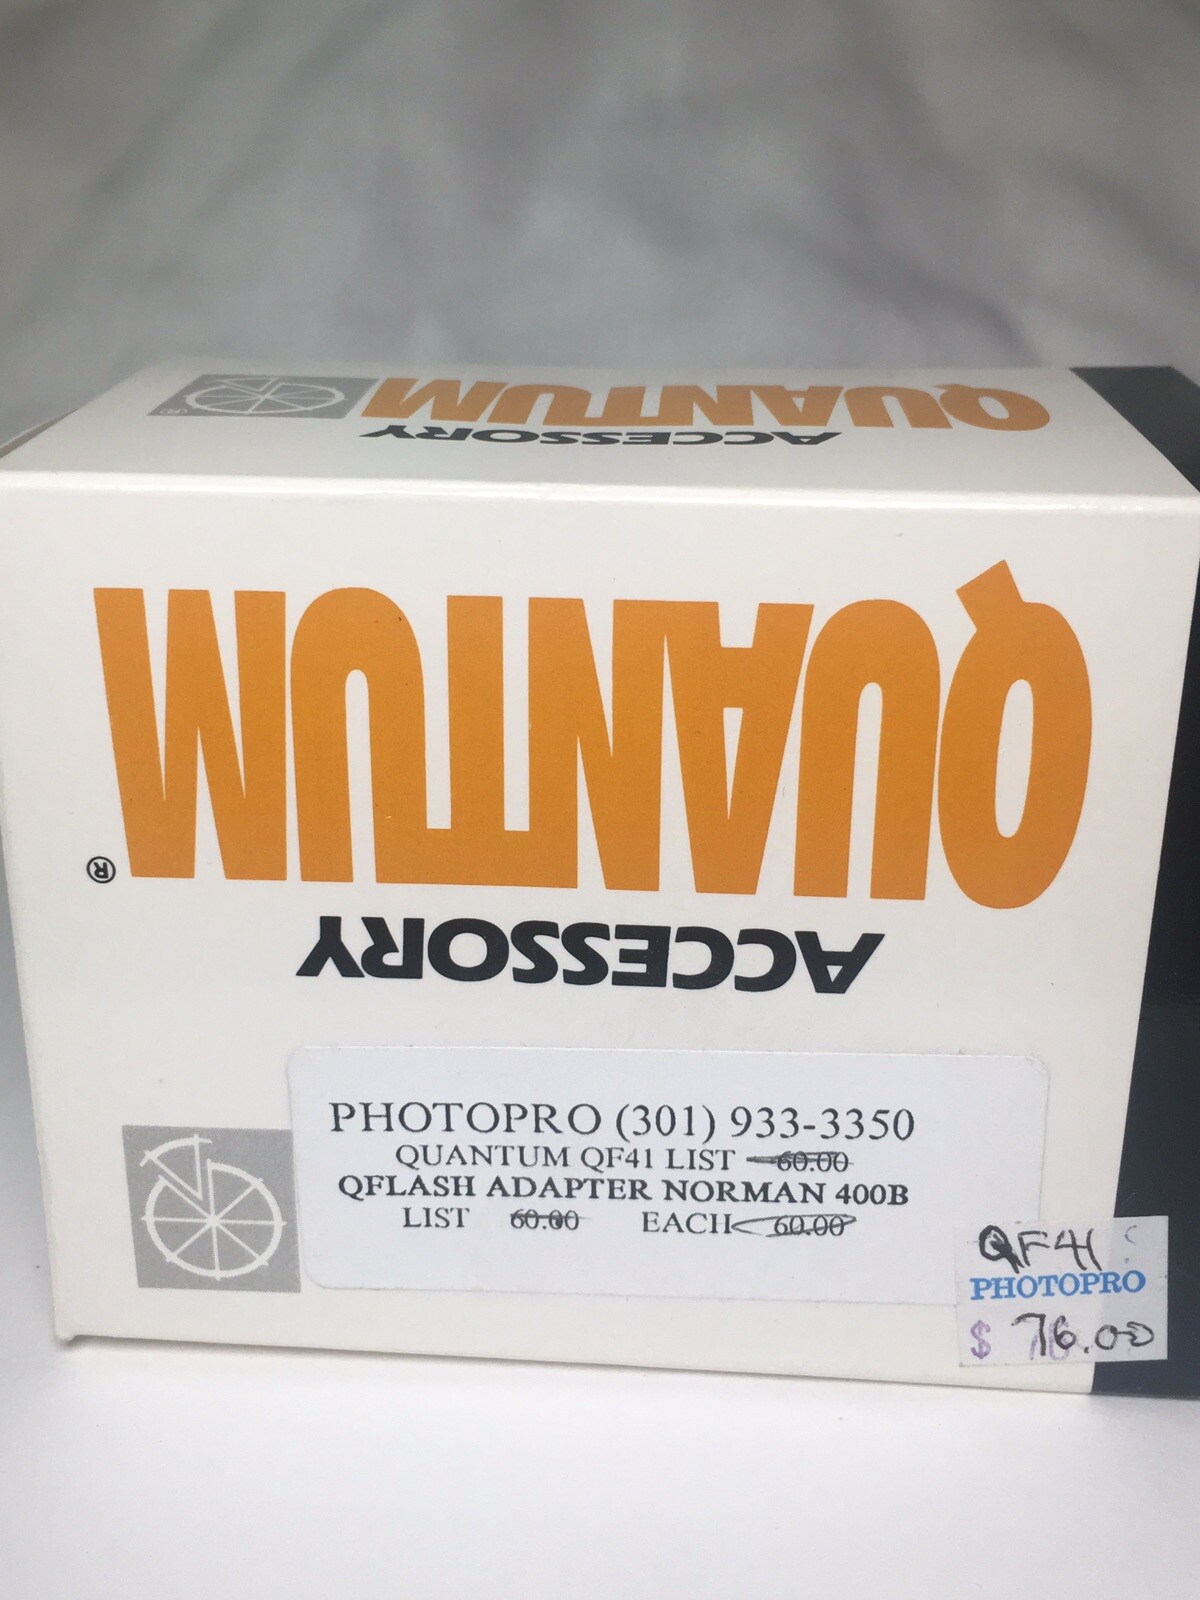 QUANTUM ®
ACCESSORY
QUANTUM ®
ACCESSORY
PHOTOPRO (301) 933-3350
QUANTUM QF41 LIST 60.00
QFLASH ADAPTER NORMAN 400B
LIST 60.00 EACH 60.00
QF41
PHOTOPRO
$ 76.00